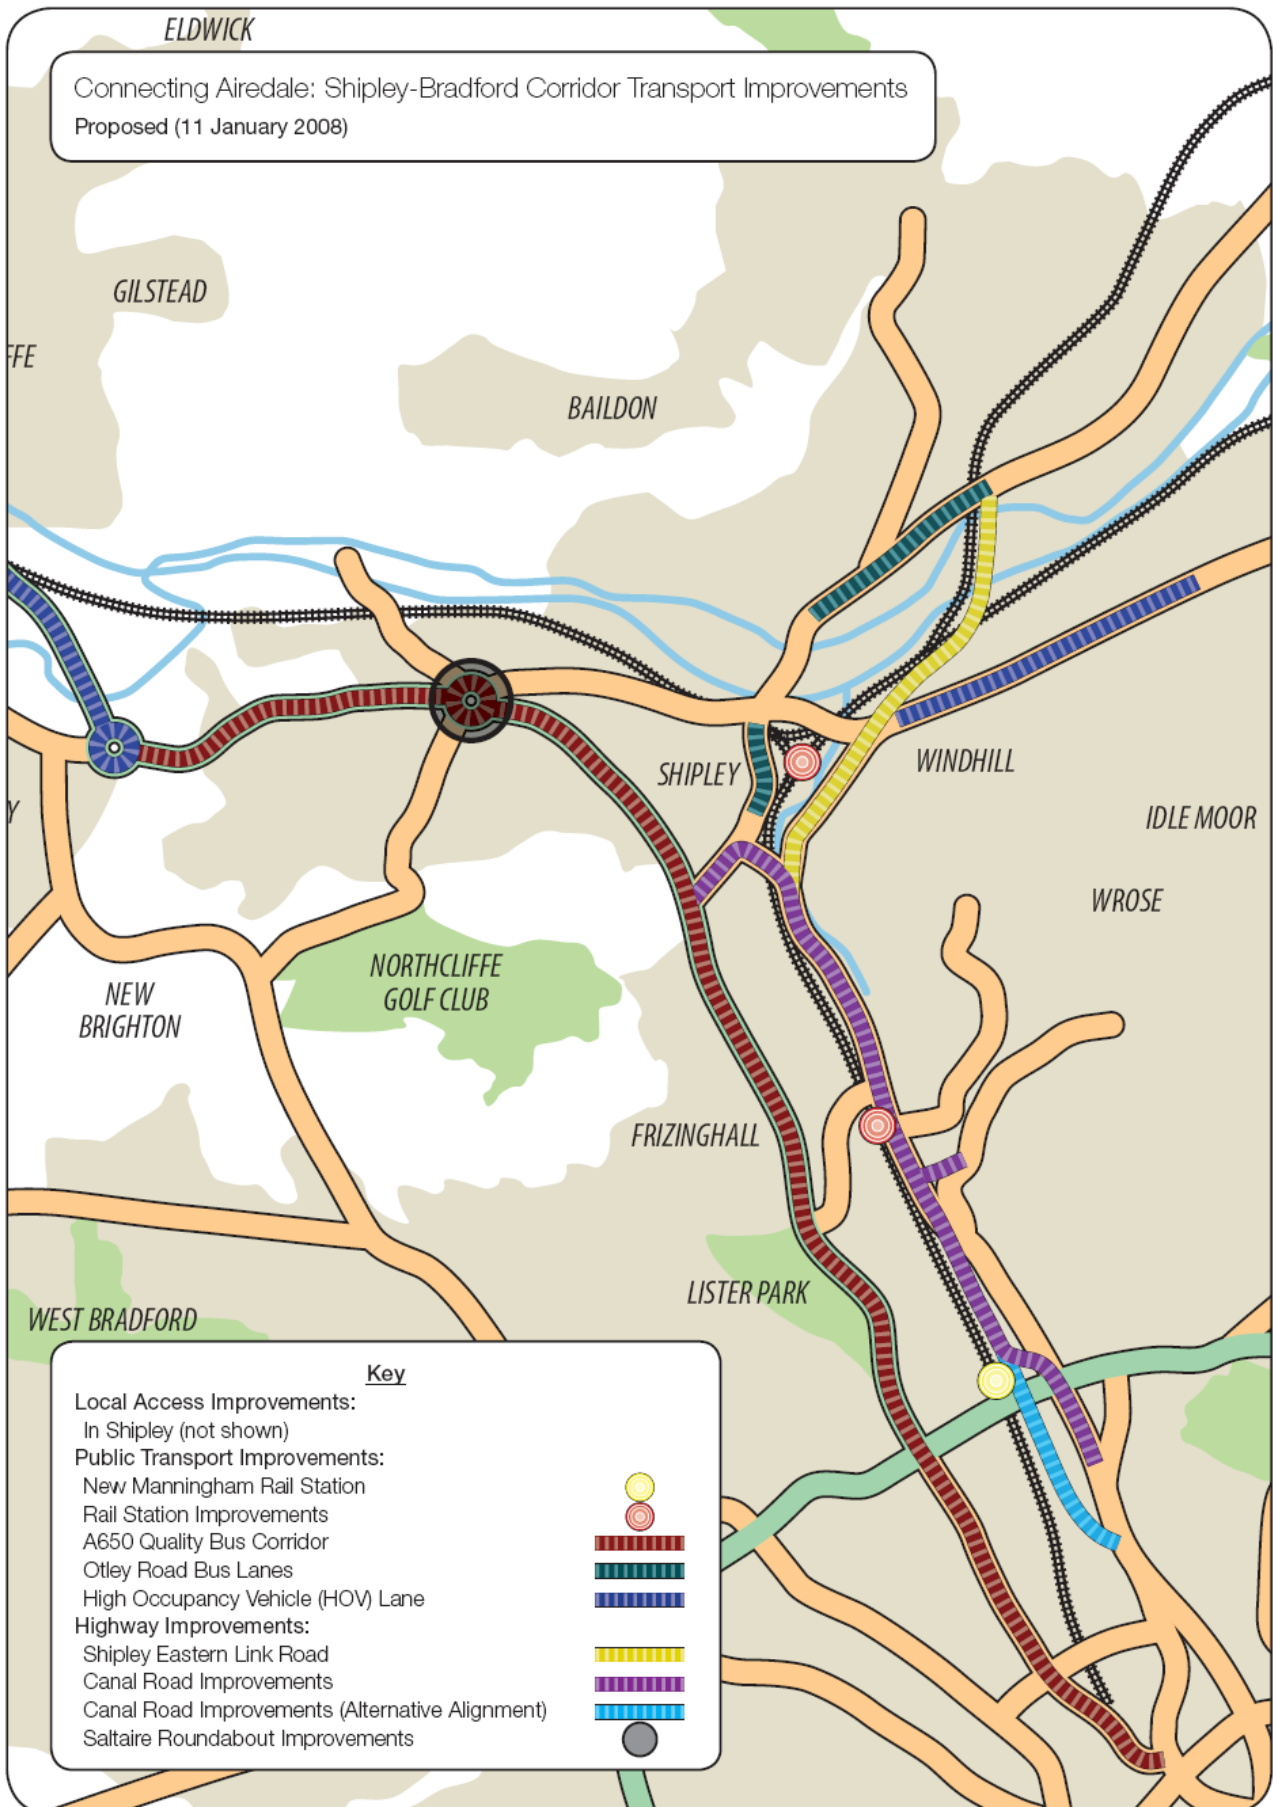 ELDWICK
Connecting Airedale: Shipley-Bradford Corridor Transport Improvements
Proposed (11 January 2008)
GILSTEAD
FFE
BAILDON
SHIPLEY
WINDHILL
Y
IDLE MOOR
WROSE
NORTHCLIFFE
GOLF CLUB
NEW
BRIGHTON
FRIZINGHALL
LISTER PARK
WEST BRADFORD
Key
Local Access Improvements:
In Shipley (not shown)
Public Transport Improvements:
New Manningham Rail Station
Rail Station Improvements
A650 Quality Bus Corridor
Otley Road Bus Lanes
High Occupancy Vehicle (HOV) Lane
Highway Improvements:
Shipley Eastern Link Road
Canal Road Improvements
Canal Road Improvements (Alternative Alignment)
Saltaire Roundabout Improvements